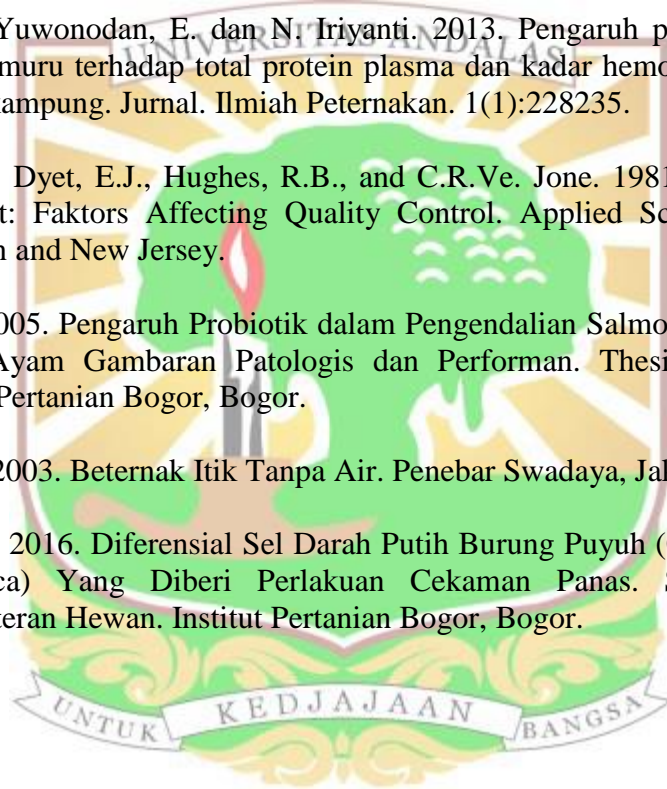 Yuwonodan, E. dan N. Iriyanti. 2013. Pengaruh p
muru terhadap total protein plasma dan kadar hemo
kampung. Jurnal. Ilmiah Peternakan. 1(1):228235.
Dyet, E.J., Hughes, R.B., and C.R.Ve. Jone. 1981
t: Faktors Affecting Quality Control. Applied Sc
n and New Jersey.
005. Pengaruh Probiotik dalam Pengendalian Salmo
Ayam Gambaran Patologis dan Performan. Thesi
Pertanian Bogor, Bogor.
2003. Beternak Itik Tanpa Air. Penebar Swadaya, Jak
2016. Diferensial Sel Darah Putih Burung Puyuh (
ca) Yang Diberi Perlakuan Cekaman Panas. S
teran Hewan. Institut Pertanian Bogor, Bogor.
UNIVERSITAS ANDALAS
UNTUK KEDJAJAAN BANGSA